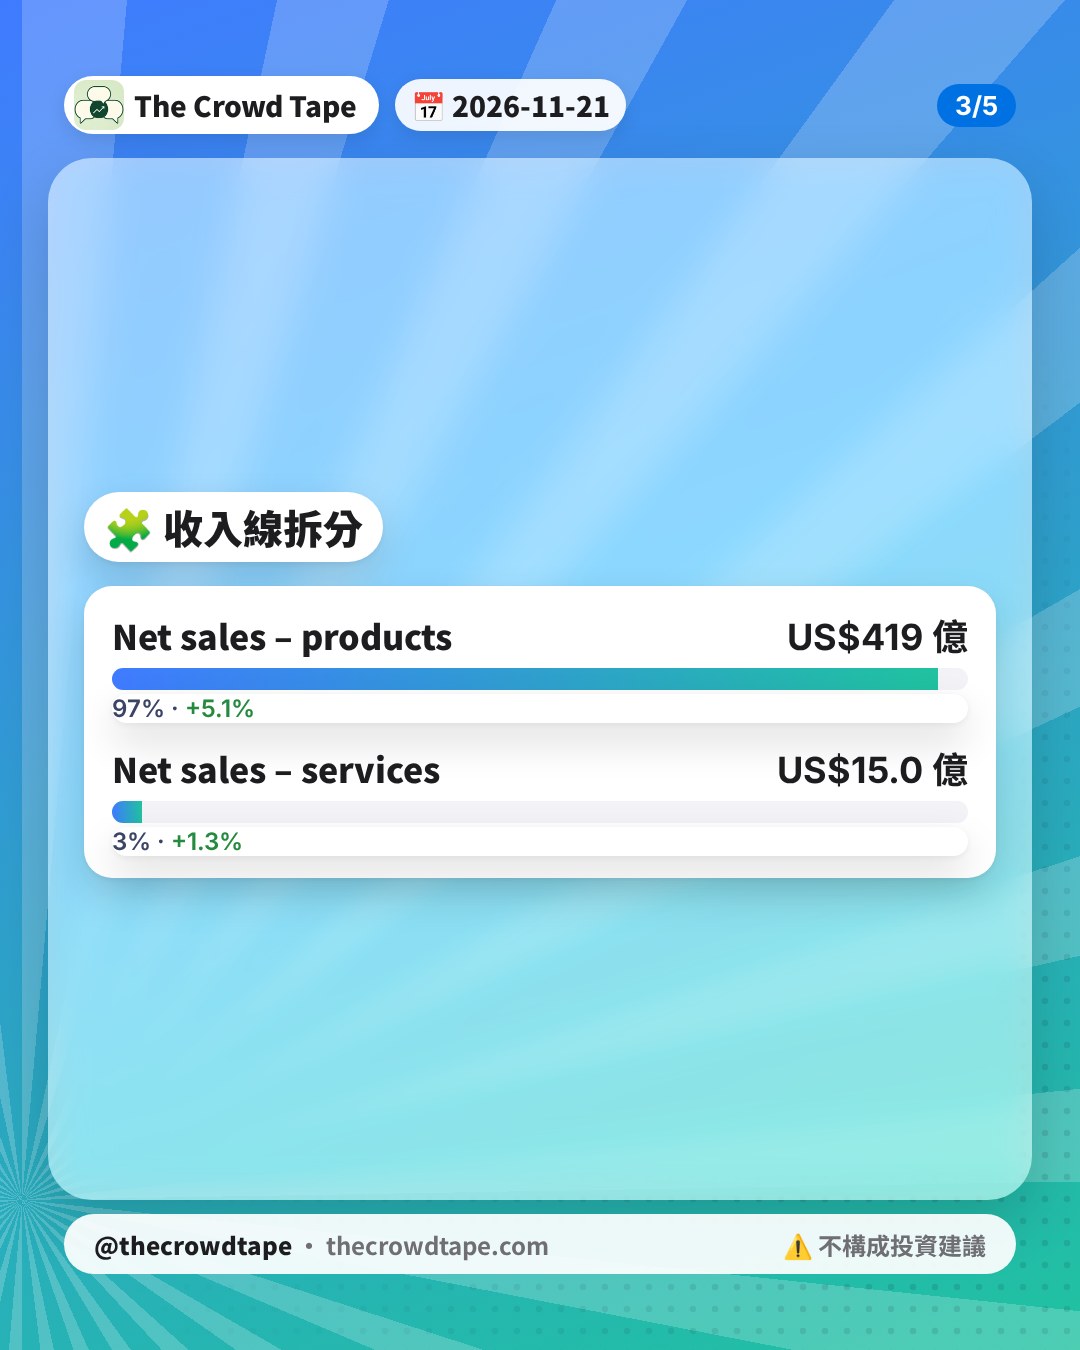 The Crowd Tape
2026-11-21
3/5
收入線拆分
Net sales – products
US$419 億
97% · +5.1%
Net sales – services
US$15.0 億
3% · +1.3%
@thecrowdtape · thecrowdtape.com
不構成投資建議